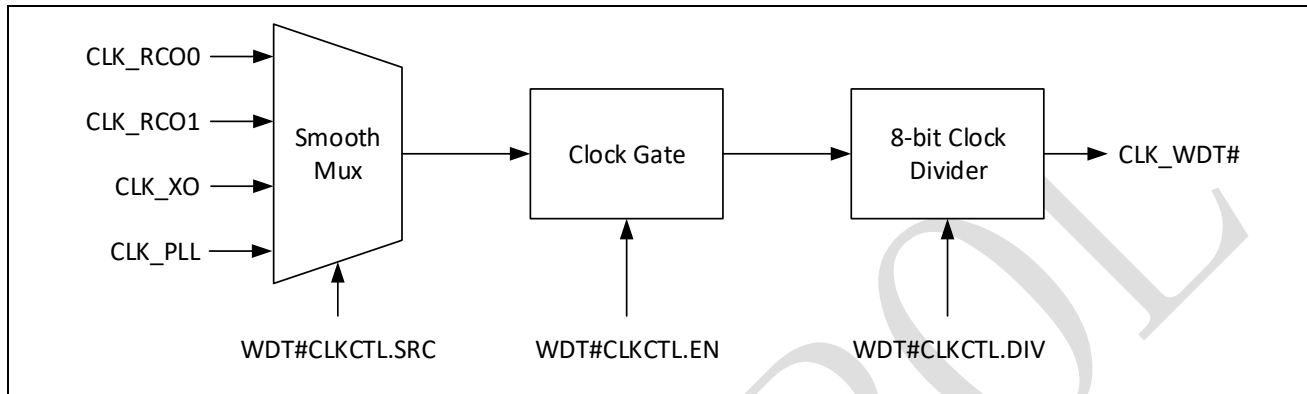 CLK_RCO0
CLK_RCO1
CLK_XO
CLK_PLL
Smooth
Mux
Clock Gate
8-bit Clock
Divider
CLK_WDT#
WDT#CLKCTL.SRC
WDT#CLKCTL.EN
WDT#CLKCTL.DIV